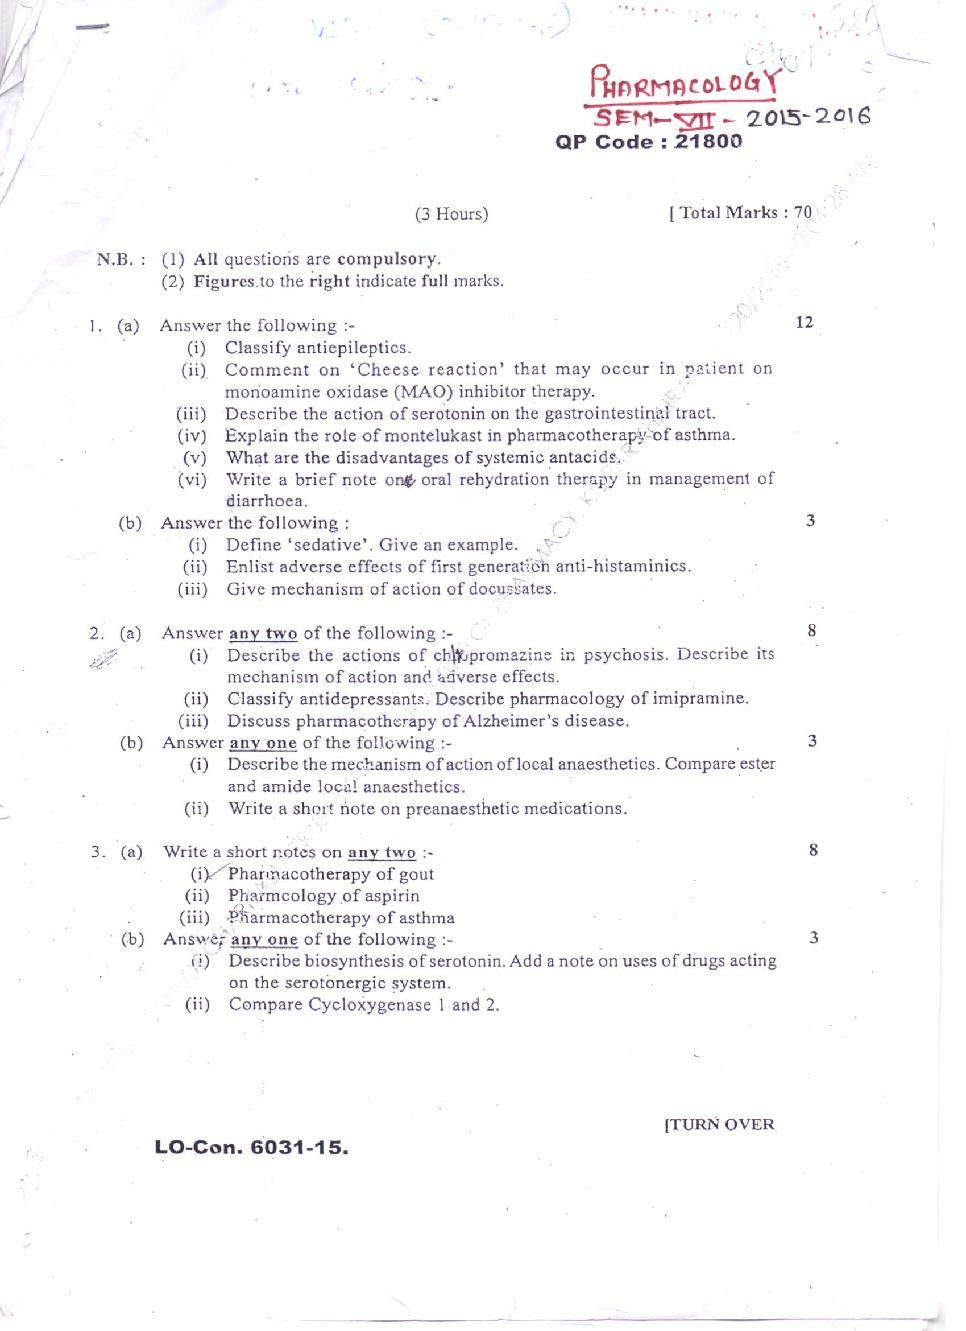 PHARMACOLOGY
SEM-VII - 2015-2016
QP Code : 21800
(3 Hours) [ Total Marks : 70
N.B. : (1) All questions are compulsory.
(2) Figures.to the right indicate full marks.
1. (a) Answer the following :- 12
(i) Classify antiepileptics.
(ii) Comment on ‘Cheese reaction’ that may occur in patient on
monoamine oxidase (MAO) inhibitor therapy.
(iii) Describe the action of serotonin on the gastrointestinal tract.
(iv) Explain the role of montelukast in pharmacotherapy of asthma.
(v) What are the disadvantages of systemic antacids.
(vi) Write a brief note on oral rehydration therapy in management of
diarrhoea.
(b) Answer the following : 3
(i) Define ‘sedative’. Give an example.
(ii) Enlist adverse effects of first generation anti-histaminics.
(iii) Give mechanism of action of docussates.
2. (a) Answer any two of the following :- 8
(i) Describe the actions of chlrpromazine in psychosis. Describe its
mechanism of action and adverse effects.
(ii) Classify antidepressants. Describe pharmacology of imipramine.
(iii) Discuss pharmacotherapy of Alzheimer’s disease.
(b) Answer any one of the following :- 3
(i) Describe the mechanism of action of local anaesthetics. Compare ester
and amide local anaesthetics.
(ii) Write a short note on preanaesthetic medications.
3. (a) Write a short notes on any two :- 8
(i) Pharmacotherapy of gout
(ii) Pharmcology of aspirin
(iii) Pharmacotherapy of asthma
(b) Answer any one of the following :- 3
(i) Describe biosynthesis of serotonin. Add a note on uses of drugs acting
on the serotonergic system.
(ii) Compare Cycloxygenase 1 and 2.
[TURN OVER
LO-Con. 6031-15.